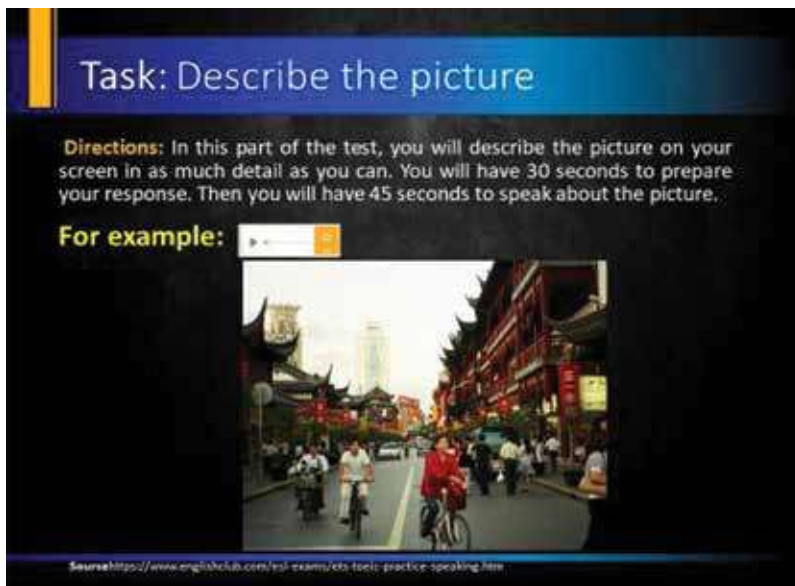 Task: Describe the picture
Directions: In this part of the test, you will describe the picture on your
screen in as much detail as you can. You will have 30 seconds to prepare
your response. Then you will have 45 seconds to speak about the picture.
For example:
Sourse https://www.englishclub.com/esl-exams/ets-toeic-practice-speaking.htm